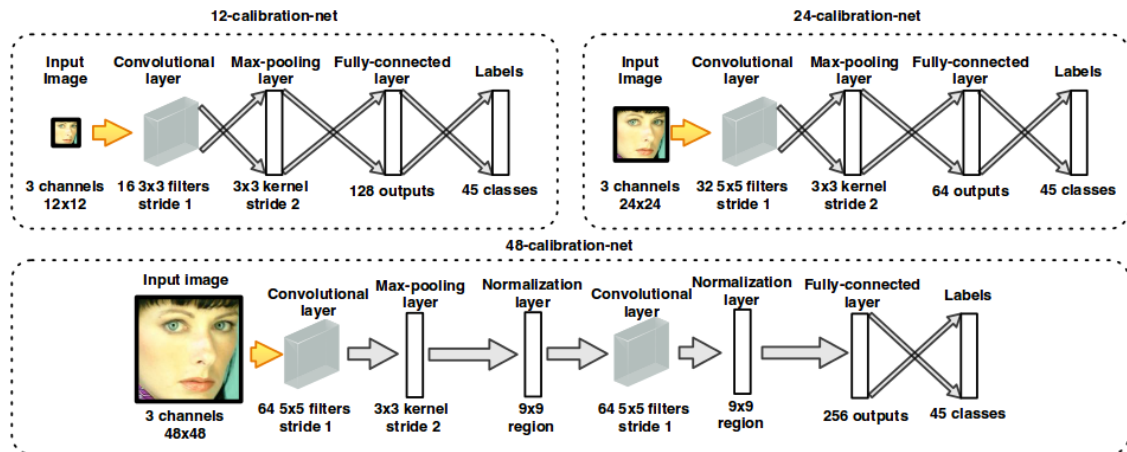 12-calibration-net
Input
Image
Convolutional
layer
Max-pooling
layer
Fully-connected
layer
Labels
3 channels
12x12
16 3x3 filters
stride 1
3x3 kernel
stride 2
128 outputs
45 classes
24-calibration-net
Input
Image
Convolutional
layer
Max-pooling
layer
Fully-connected
layer
Labels
3 channels
24x24
32 5x5 filters
stride 1
3x3 kernel
stride 2
64 outputs
45 classes
48-calibration-net
Input image
Convolutional
layer
Max-pooling
layer
Normalization
layer
Convolutional
layer
Normalization
layer
Fully-connected
layer
Labels
3 channels
48x48
64 5x5 filters
stride 1
3x3 kernel
stride 2
9x9
region
64 5x5 filters
stride 1
9x9
region
256 outputs
45 classes